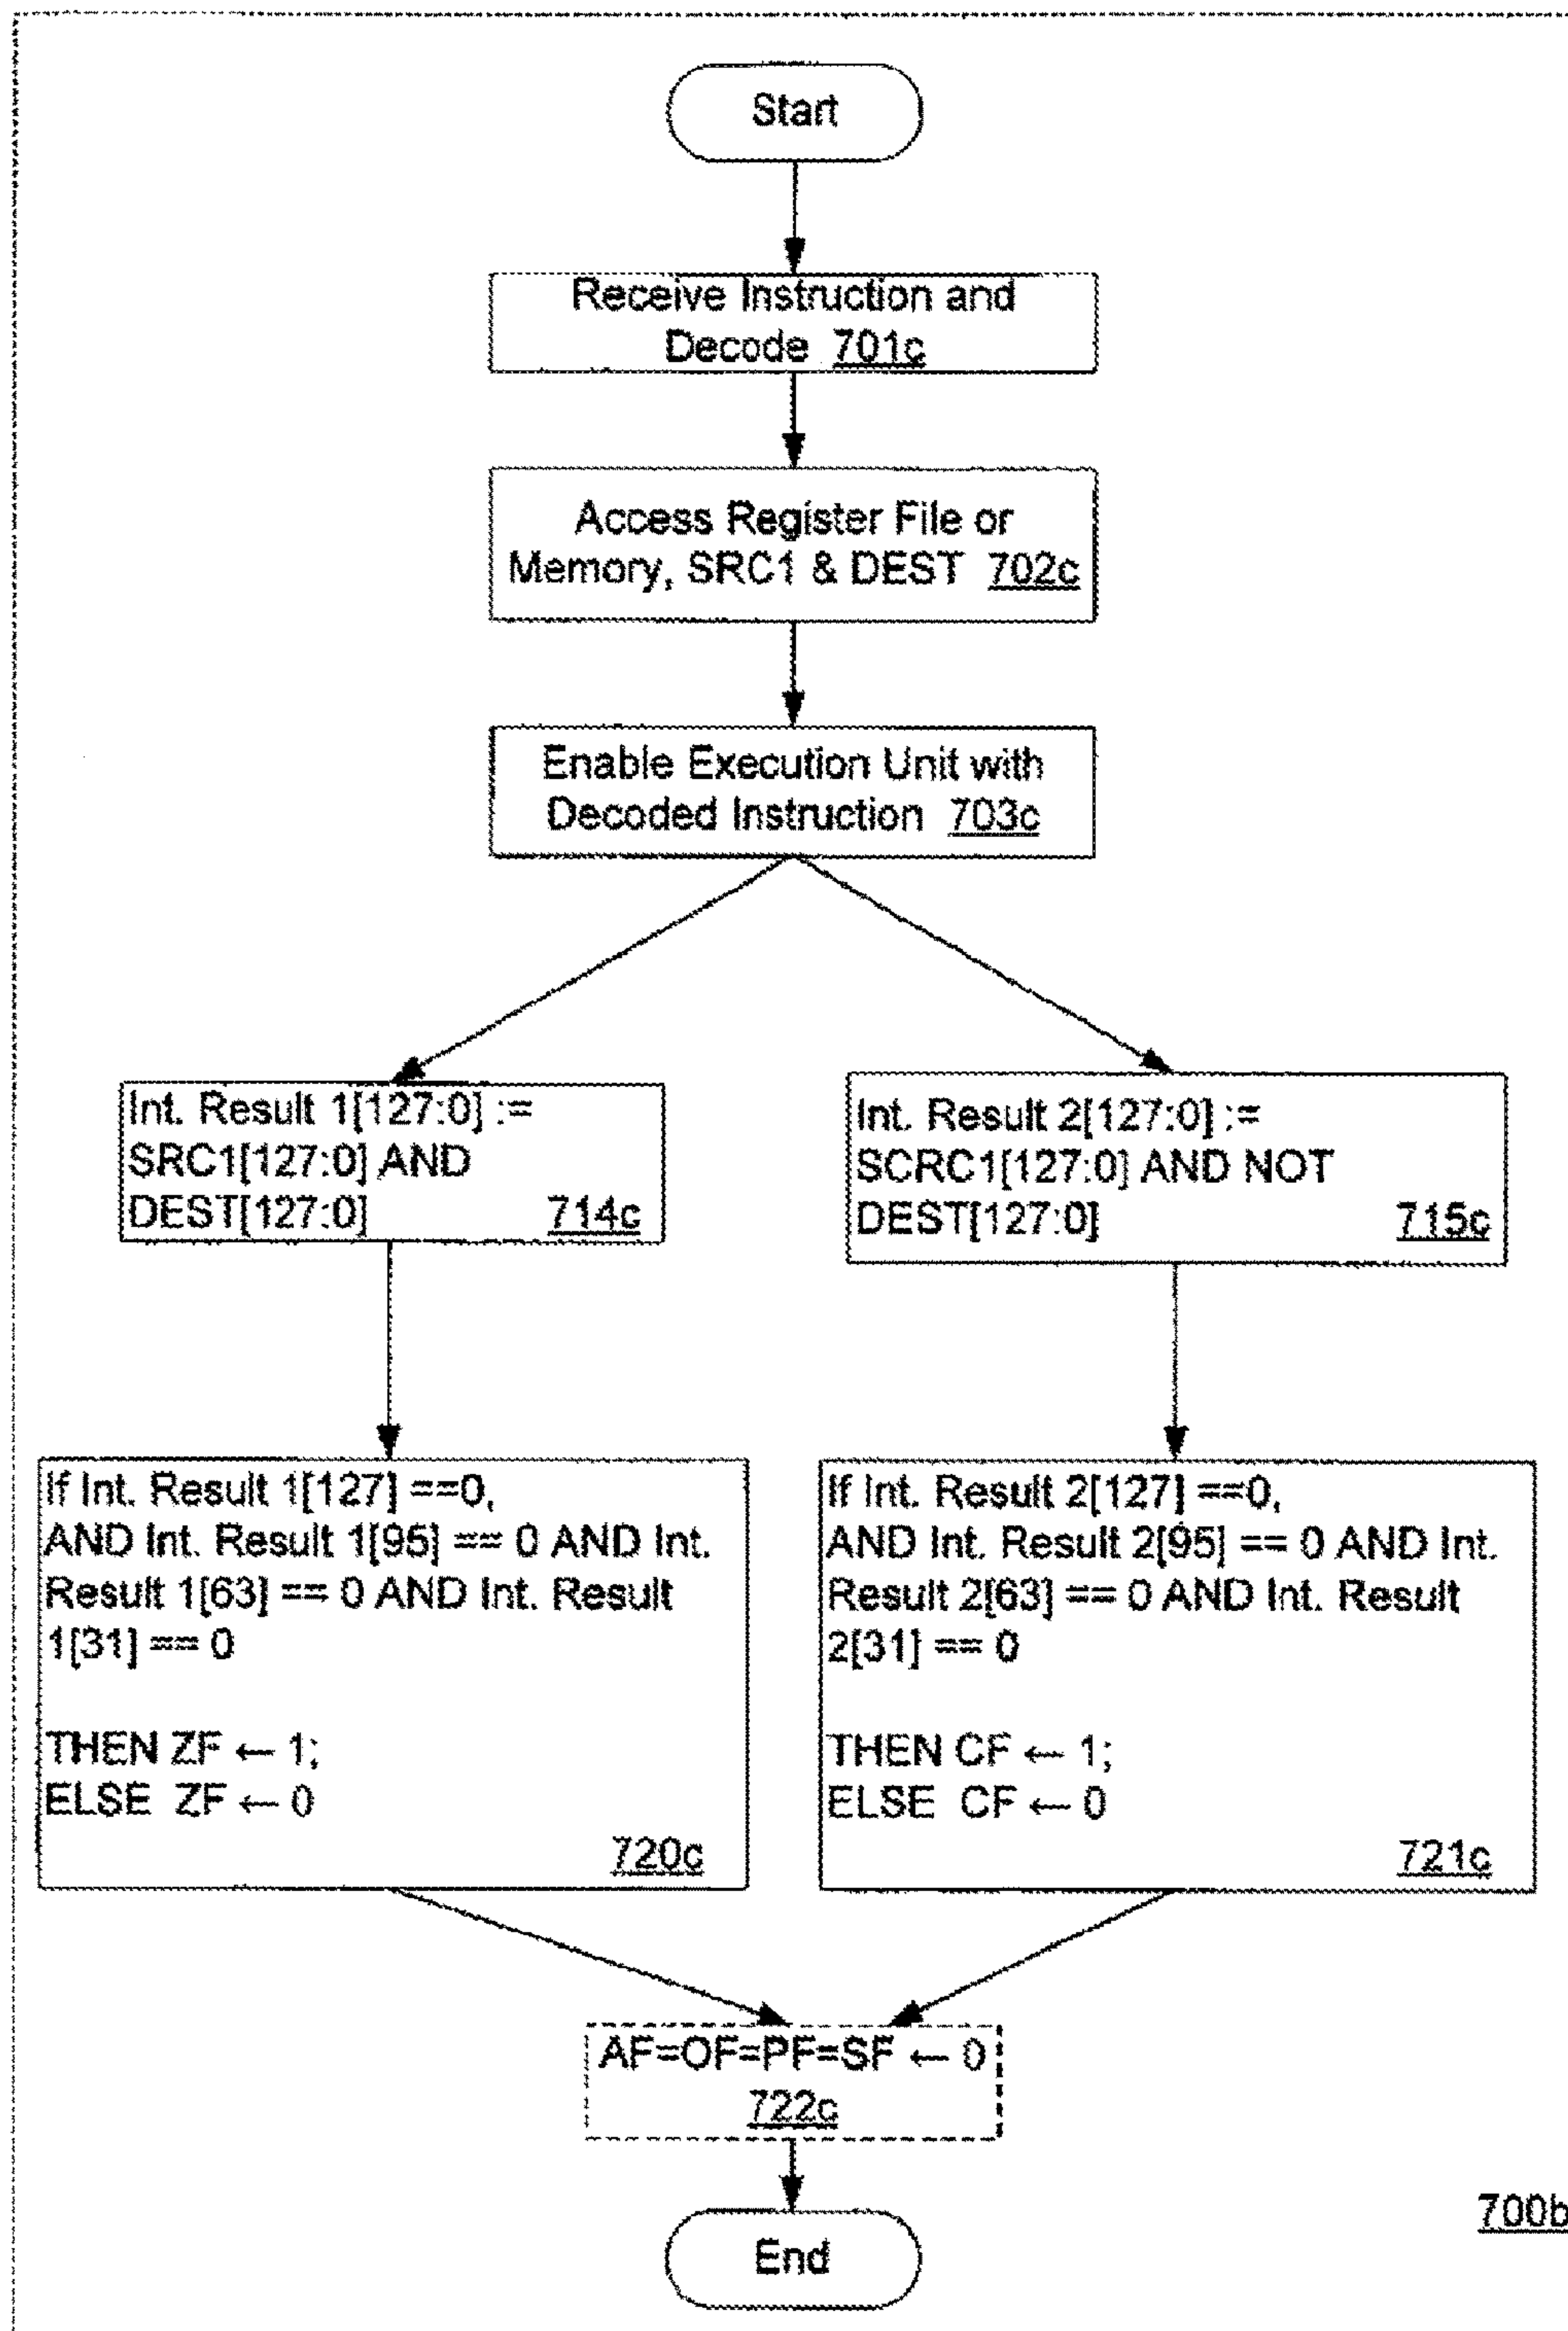 Start
Receive Instruction and
Decode 701c
Access Register File or
Memory, SRC1 & DEST 702c
Enable Execution Unit with
Decoded Instruction 703c
Int. Result 1[127:0] :=
SRC1[127:0] AND
DEST[127:0] 714c
Int. Result 2[127:0] :=
SCRC1[127:0] AND NOT
DEST[127:0] 715c
If Int. Result 1[127] ==0,
AND Int. Result 1[95] == 0 AND Int.
Result 1[63] == 0 AND Int. Result
1[31] == 0
THEN ZF ← 1;
ELSE ZF ← 0
720c
If Int. Result 2[127] ==0,
AND Int. Result 2[95] == 0 AND Int.
Result 2[63] == 0 AND Int. Result
2[31] == 0
THEN CF ← 1;
ELSE CF ← 0
721c
AF=OF=PF=SF ← 0
722c
End
700b